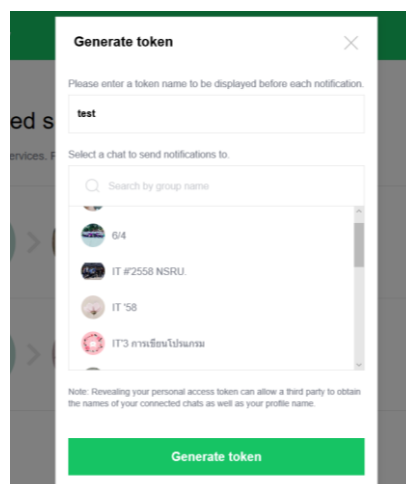 Generate token
Please enter a token name to be displayed before each notification.
test
ed s
ervices. F
Select a chat to send notifications to.
Search by group name
6/4
IT #'2558 NSRU.
IT '58
IT'3 การเขียนโปรแกรม
Note: Revealing your personal access token can allow a third party to obtain
the names of your connected chats as well as your profile name.
Generate token